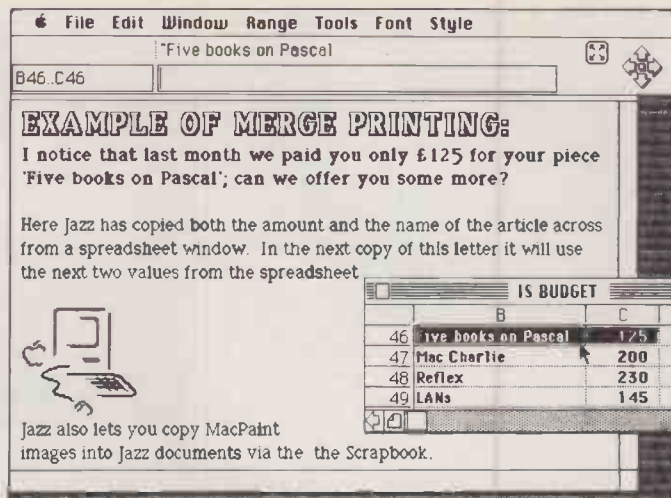 File Edit Window Range Tools Font Style
"Five books on Pascal
B46..C46
EXAMPLE OF MERGE PRINTING:
I notice that last month we paid you only £125 for your piece
'Five books on Pascal'; can we offer you some more?
Here Jazz has copied both the amount and the name of the article across
from a spreadsheet window. In the next copy of this letter it will use
the next two values from the spreadsheet
IS BUDGET
B C
46 Five books on Pascal 125
47 Mac Charlie 200
48 Reflex 230
49 LANs 145
Jazz also lets you copy MacPaint
images into Jazz documents via the the Scrapbook.